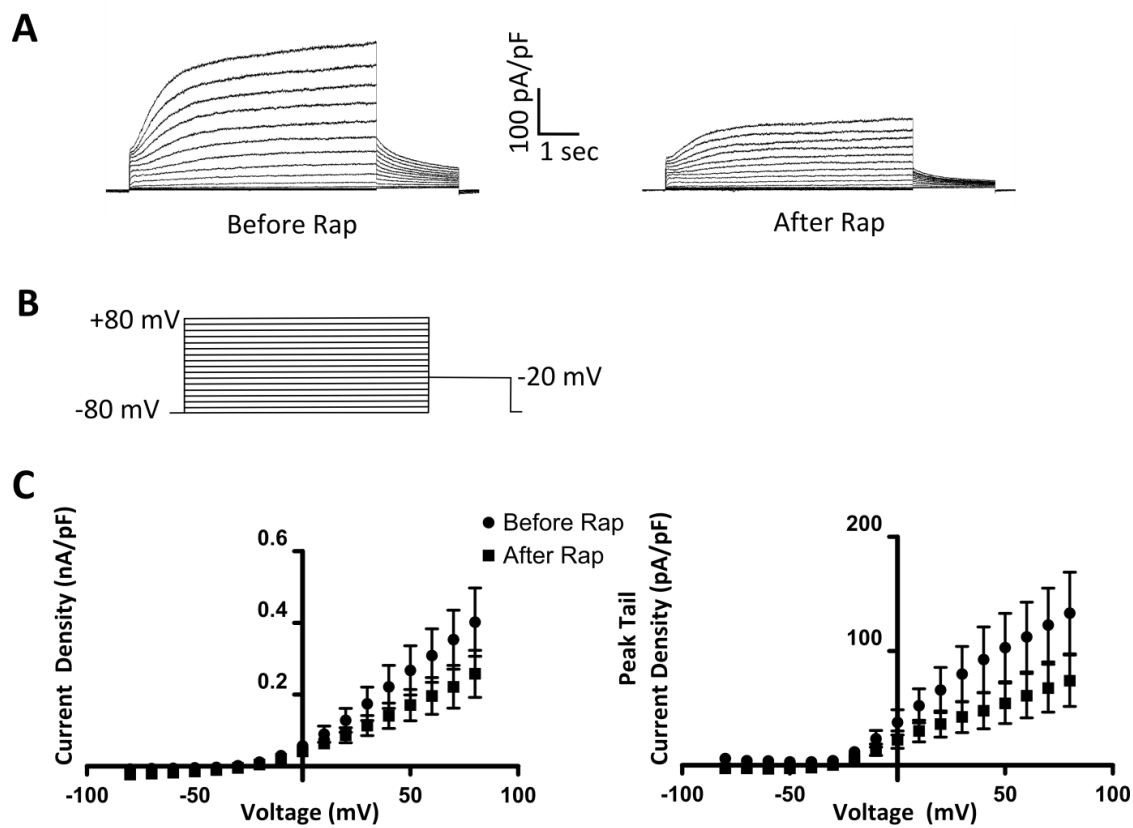 A
100 pA/pF
1 sec
Before Rap
After Rap
B
+80 mV
-20 mV
-80 mV
C
Current Density (nA/pF)
0.6
0.4
0.2
-100
-50
50
100
Voltage (mV)
Before Rap
After Rap
Peak Tail
Current Density (pA/pF)
200
100
-100
-50
50
100
Voltage (mV)